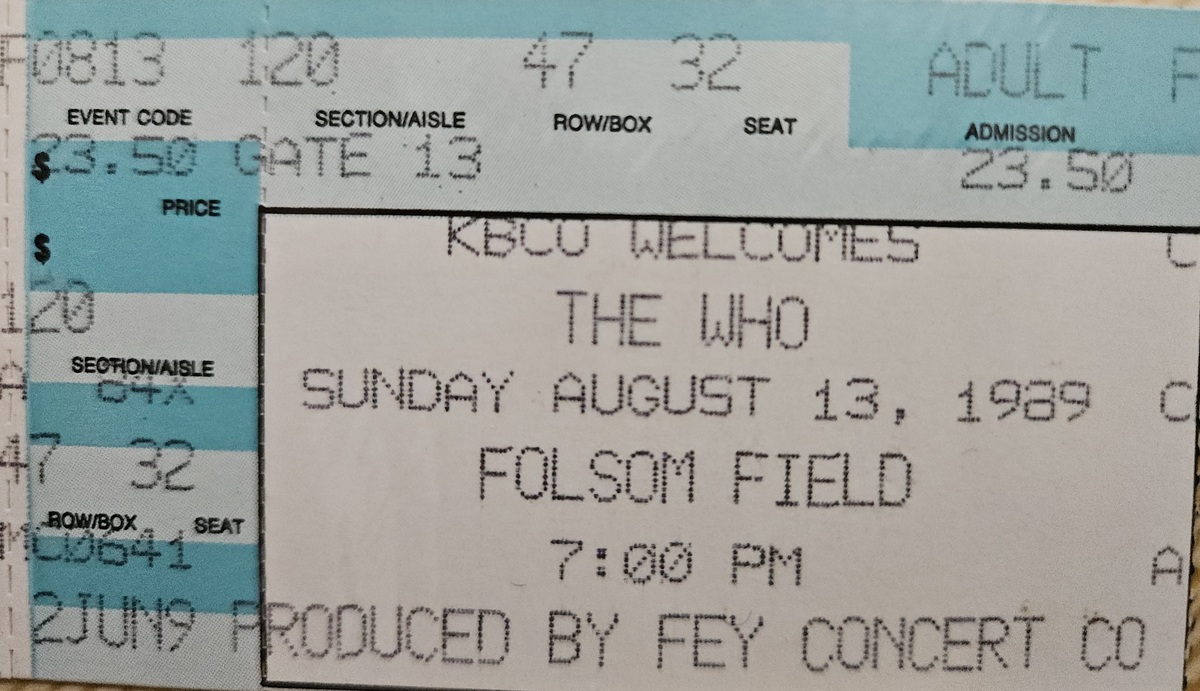 F0813 120 47 32 ADULT F
EVENT CODE SECTION/AISLE ROW/BOX SEAT ADMISSION
$ 23.50 GATE 13 23.50
PRICE
$
KBCO WELCOMES C
120 THE WHO
SECTION/AISLE
A 64X SUNDAY AUGUST 13, 1989 C
47 32 FOLSOM FIELD
ROW/BOX SEAT
MC0641 7:00 PM A
2JUN9 PRODUCED BY FEY CONCERT CO